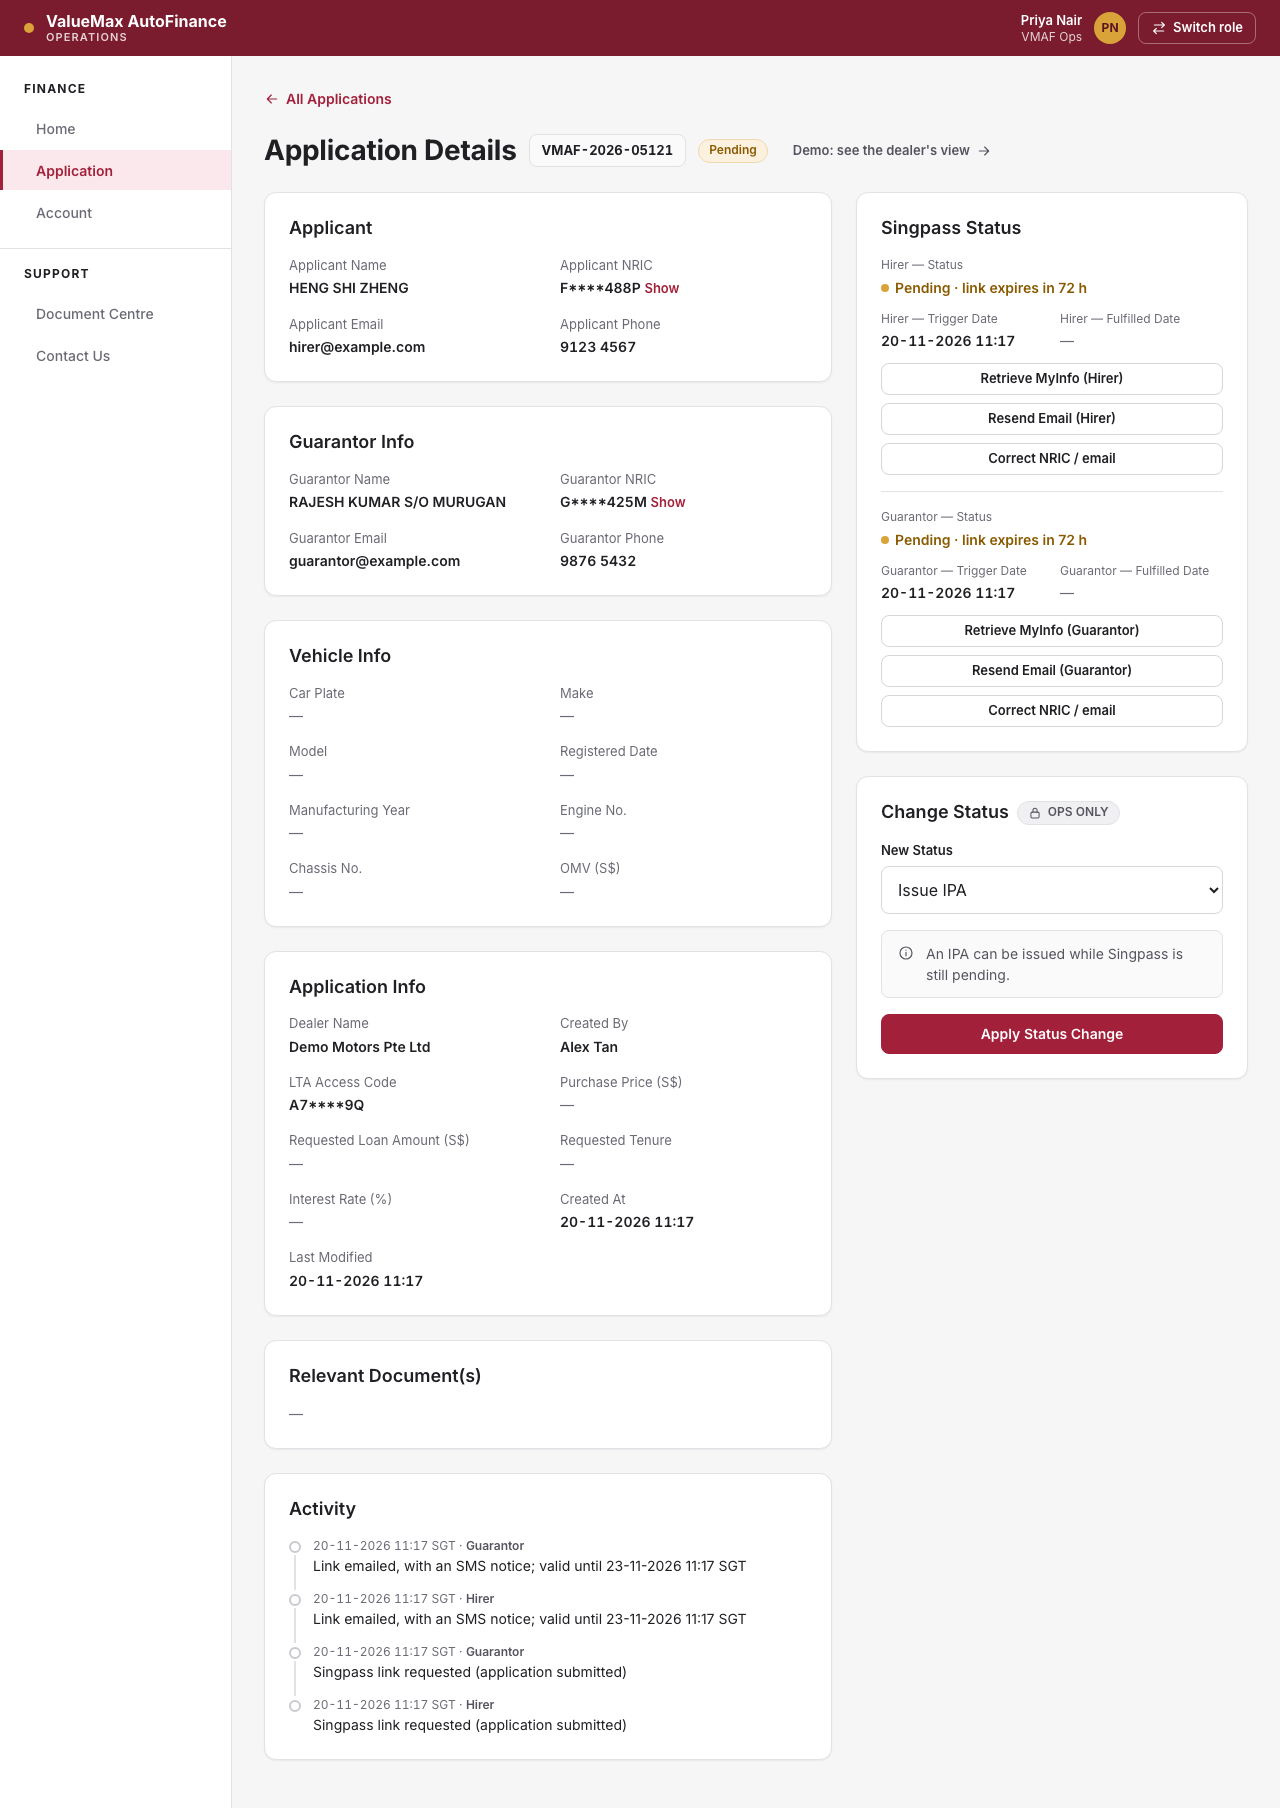 ValueMax AutoFinance
OPERATIONS
Priya Nair
VMAF Ops
PN
Switch role
FINANCE
Home
Application
Account
SUPPORT
Document Centre
Contact Us
← All Applications
Application Details
VMAF-2026-05121
Pending
Demo: see the dealer's view →
Applicant
Applicant Name
HENG SHI ZHENG
Applicant NRIC
F****488P Show
Applicant Email
hirer@example.com
Applicant Phone
9123 4567
Guarantor Info
Guarantor Name
RAJESH KUMAR S/O MURUGAN
Guarantor NRIC
G****425M Show
Guarantor Email
guarantor@example.com
Guarantor Phone
9876 5432
Vehicle Info
Car Plate
—
Make
—
Model
—
Registered Date
—
Manufacturing Year
—
Engine No.
—
Chassis No.
—
OMV (S$)
—
Application Info
Dealer Name
Demo Motors Pte Ltd
Created By
Alex Tan
LTA Access Code
A7****9Q
Purchase Price (S$)
—
Requested Loan Amount (S$)
—
Requested Tenure
—
Interest Rate (%)
—
Created At
20-11-2026 11:17
Last Modified
20-11-2026 11:17
Relevant Document(s)
—
Activity
20-11-2026 11:17 SGT · Guarantor
Link emailed, with an SMS notice; valid until 23-11-2026 11:17 SGT
20-11-2026 11:17 SGT · Hirer
Link emailed, with an SMS notice; valid until 23-11-2026 11:17 SGT
20-11-2026 11:17 SGT · Guarantor
Singpass link requested (application submitted)
20-11-2026 11:17 SGT · Hirer
Singpass link requested (application submitted)
Singpass Status
Hirer — Status
Pending · link expires in 72 h
Hirer — Trigger Date
20-11-2026 11:17
Hirer — Fulfilled Date
—
Retrieve MyInfo (Hirer)
Resend Email (Hirer)
Correct NRIC / email
Guarantor — Status
Pending · link expires in 72 h
Guarantor — Trigger Date
20-11-2026 11:17
Guarantor — Fulfilled Date
—
Retrieve MyInfo (Guarantor)
Resend Email (Guarantor)
Correct NRIC / email
Change Status
OPS ONLY
New Status
Issue IPA
An IPA can be issued while Singpass is
still pending.
Apply Status Change